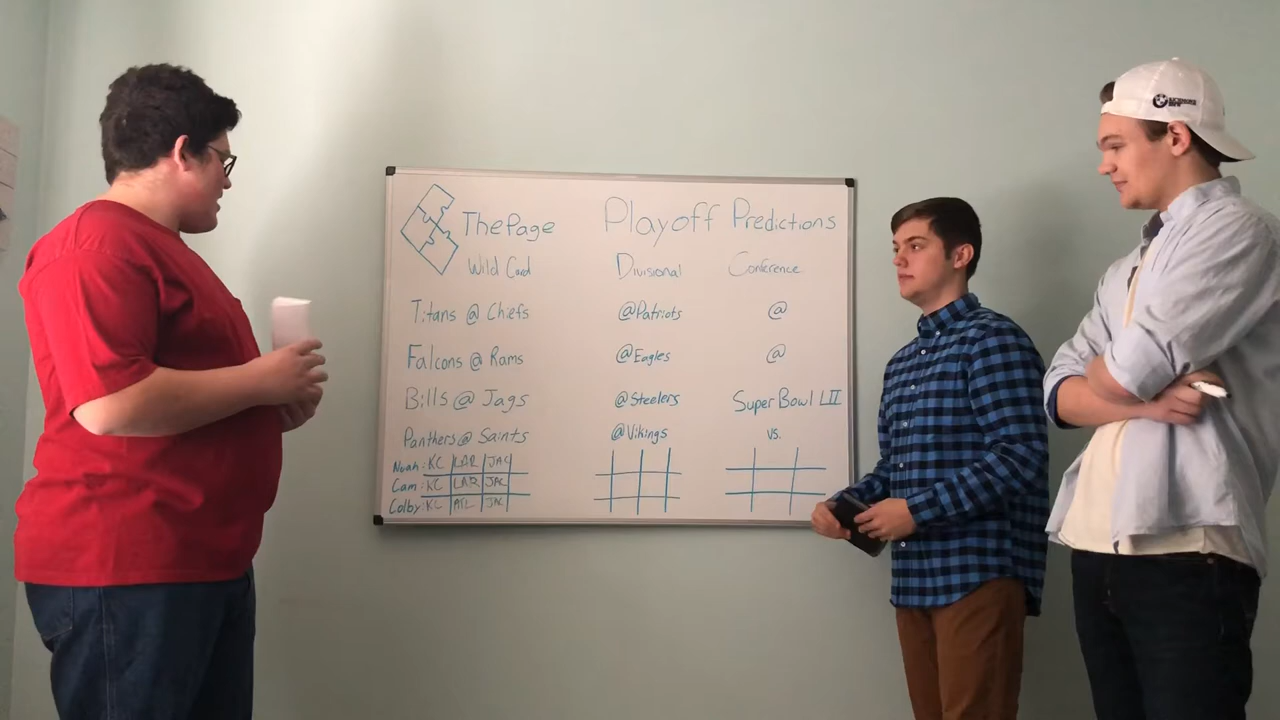 ThePage Playoff Predictions
Wild Card Divisional Conference
Titans @ Chiefs @Patriots @
Falcons @ Rams @Eagles @
Bills @ Jags @Steelers Super Bowl LII
Panthers @ Saints @Vikings vs.
Noah: KC LAR JAC
Cam: KC LAR JAC
Colby: KC ATL JAC